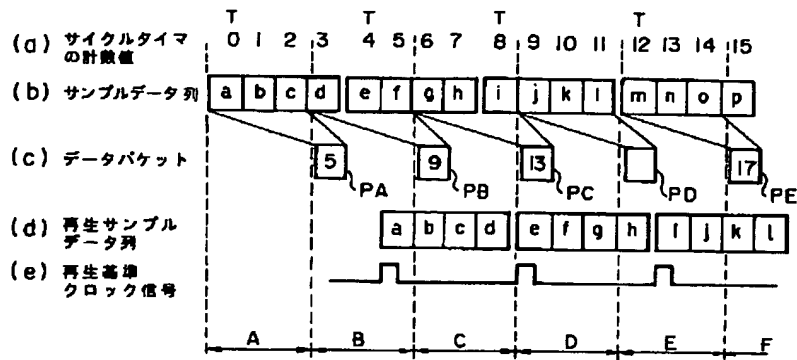 T T T T
(a) サイクルタイマ 0 1 2 3 4 5 6 7 8 9 10 11 12 13 14 15
の計数値
(b) サンプルデータ列 a b c d e f g h i j k l m n o p
(c) データパケット 5 9 13 17
PA PB PC PD PE
(d) 再生サンプル a b c d e f g h i j k l
データ列
(e) 再生基準
クロック信号
A B C D E F